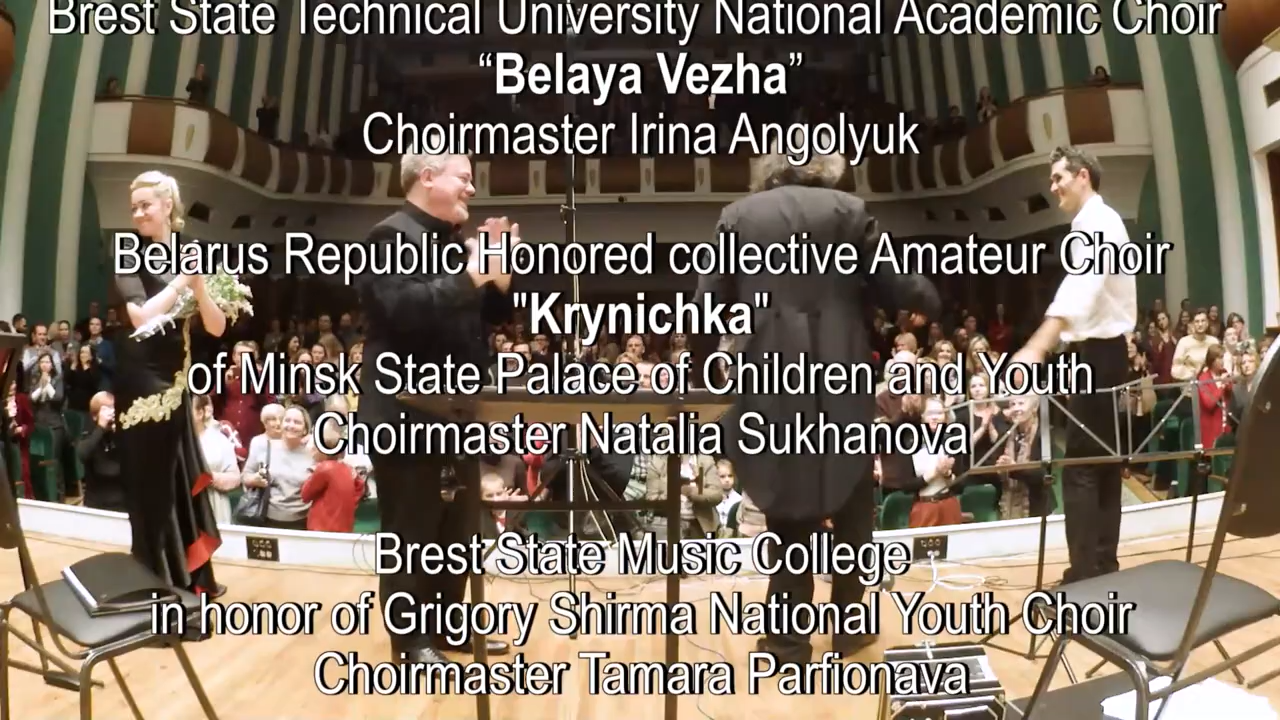 Brest State Technical University National Academic Choir
“Belaya Vezha”
Choirmaster Irina Angolyuk
Belarus Republic Honored collective Amateur Choir
"Krynichka"
of Minsk State Palace of Children and Youth
Choirmaster Natalia Sukhanova
Brest State Music College
in honor of Grigory Shirma National Youth Choir
Choirmaster Tamara Parfionava